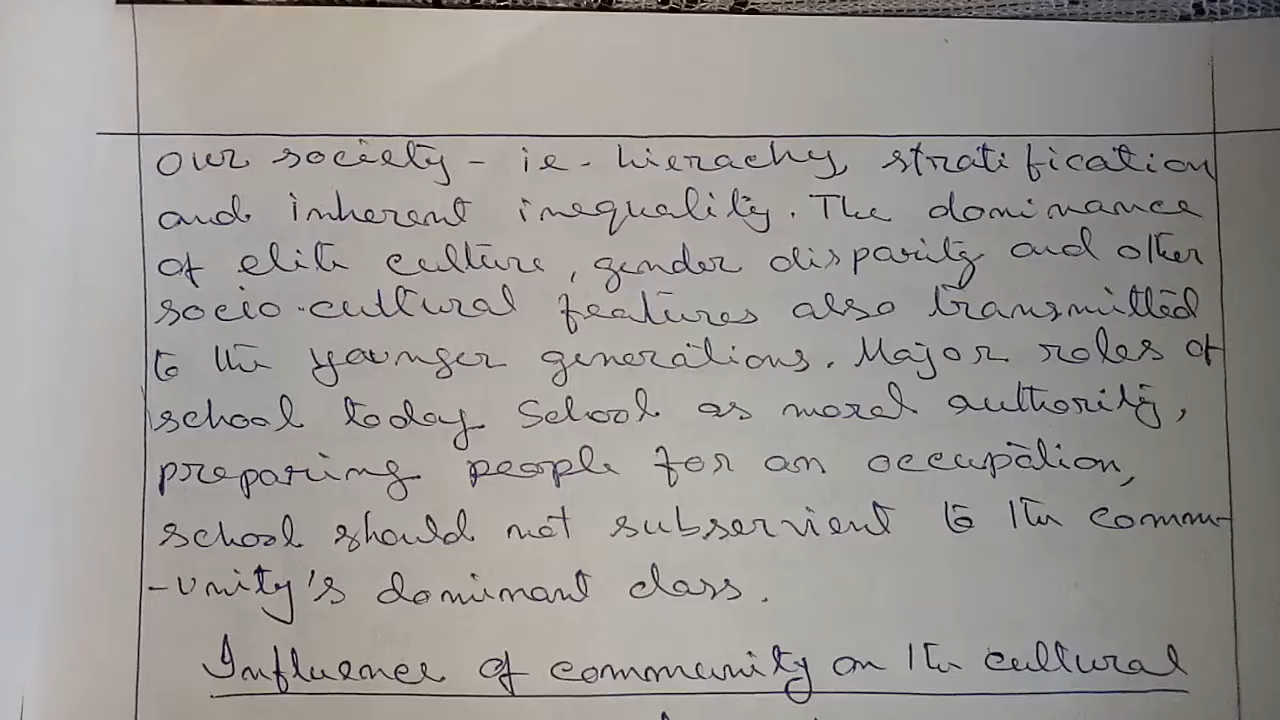 our society - ie - hierachy, stratification
and inherent inequality. The dominance
of elite culture, gender disparity and other
socio-cultural features also transmitted
to the younger generations. Major roles of
school today School as moral authority,
preparing people for an occupation,
school should not subservient to the comm-
-unity's dominant class.
Influence of community on the cultural